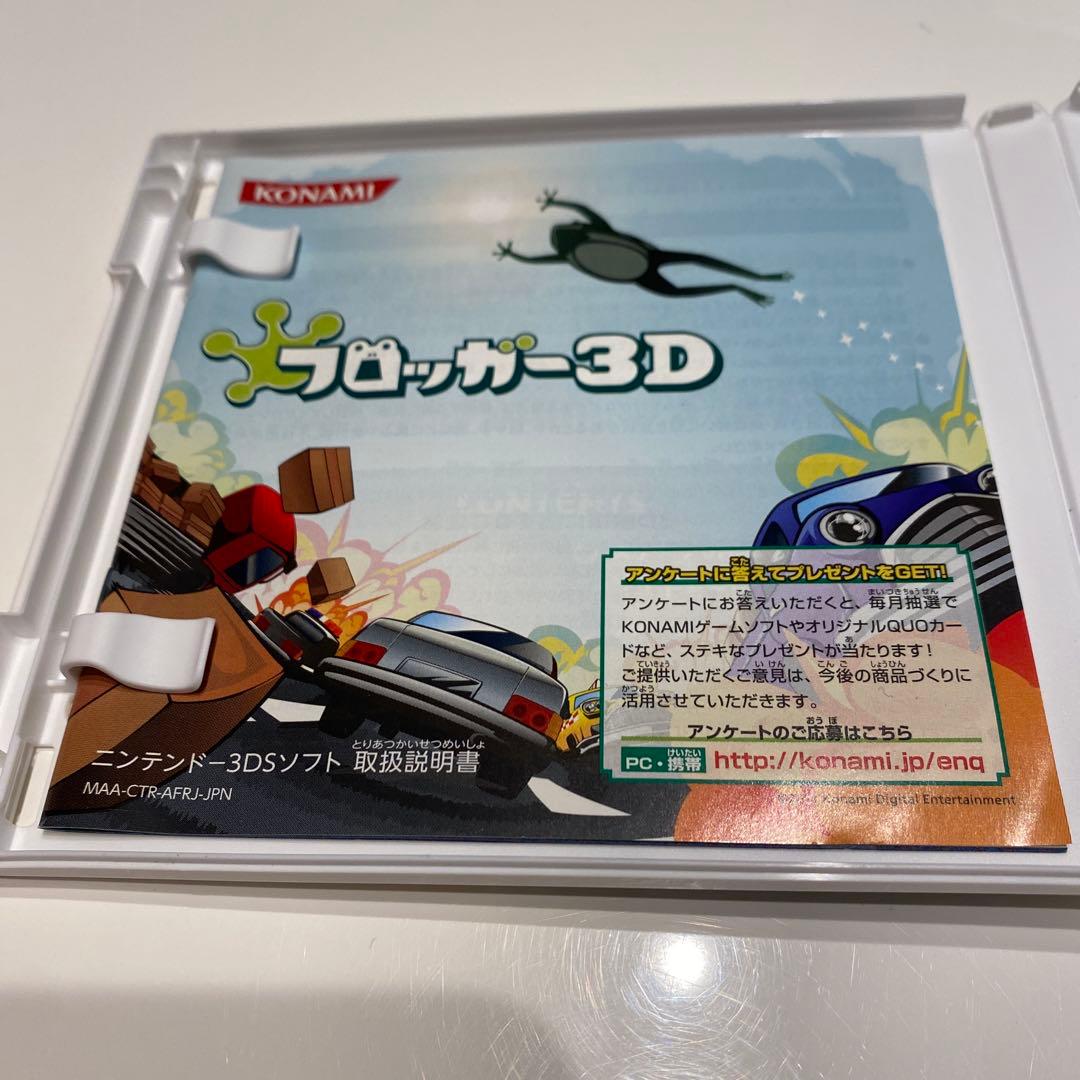 KONAMI
フロッガー3D
アンケートに答えてプレゼントをGET!
アンケートにお答えいただくと、毎月抽選で
KONAMIゲームソフトやオリジナルQUOカー
ドなど、ステキなプレゼントが当たります!
ご提供いただくご意見は、今後の商品づくりに
活用させていただきます。
アンケートのご応募はこちら
PC・携帯 http://konami.jp/enq
ニンテンドー3DSソフト 取扱説明書
MAA-CTR-AFRJ-JPN
Konami Digital Entertainment